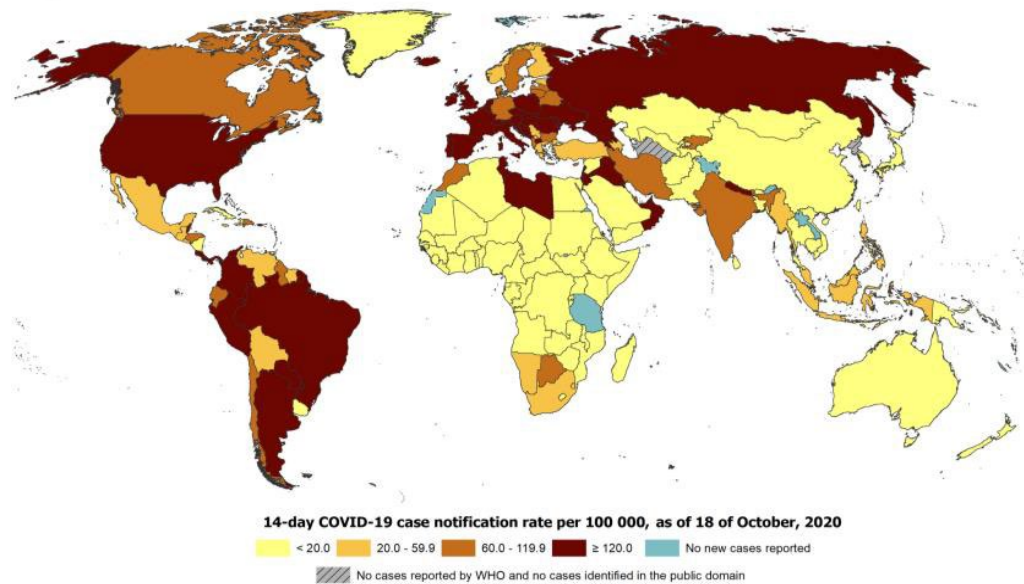 14-day COVID-19 case notification rate per 100 000, as of 18 of October, 2020
< 20.0 20.0 - 59.9 60.0 - 119.9 ≥ 120.0 No new cases reported
No cases reported by WHO and no cases identified in the public domain